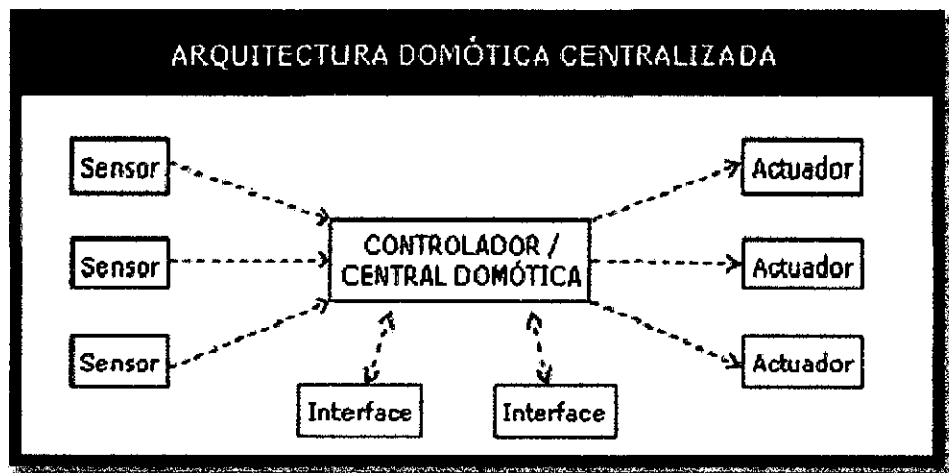 ARQUITECTURA DOMÓTICA CENTRALIZADA
Sensor
Actuador
CONTROLADOR /
CENTRAL DOMÓTICA
Sensor
Actuador
Sensor
Actuador
Interface
Interface